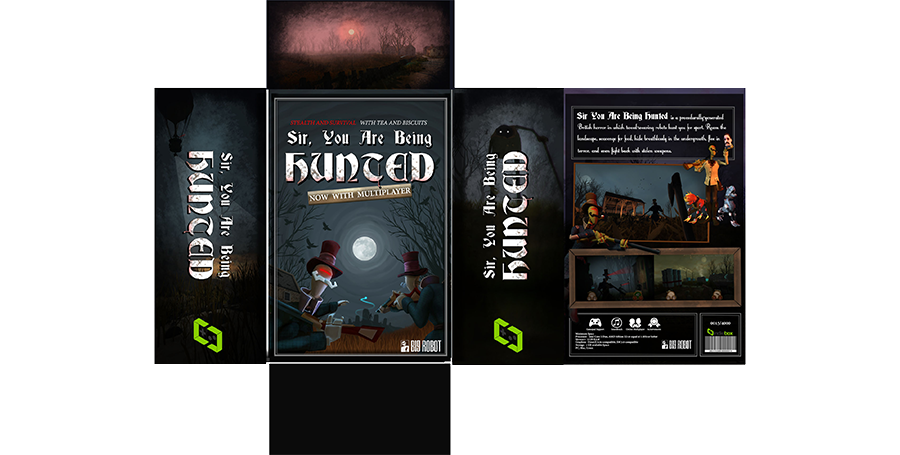 Sir, You Are Being
HUNTED
STEALTH AND SURVIVAL - WITH TEA AND BISCUITS
Sir, You Are Being
HUNTED
NOW WITH MULTIPLAYER
BIG ROBOT
Sir, You Are Being
HUNTED
Sir, You Are Being Hunted is a procedurally-generated
British horror in which tweed-wearing robots hunt you for sport. Roam the
landscape, scavenge for food, hide breathlessly in the undergrowth, flee in
terror, and even fight back with stolen weapons.
BIG ROBOT